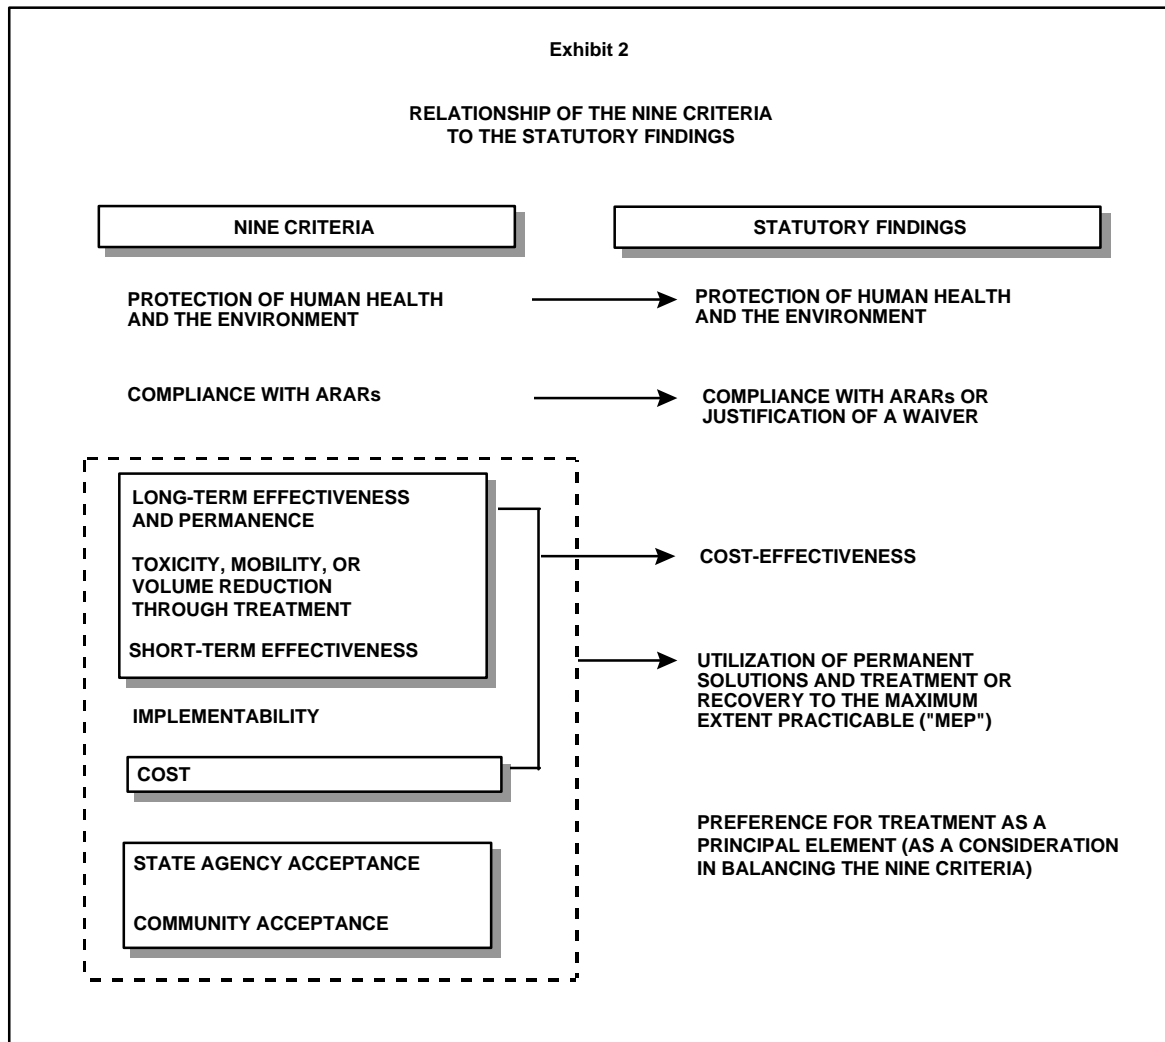 Exhibit 2
RELATIONSHIP OF THE NINE CRITERIA
TO THE STATUTORY FINDINGS
NINE CRITERIA
STATUTORY FINDINGS
PROTECTION OF HUMAN HEALTH
AND THE ENVIRONMENT
PROTECTION OF HUMAN HEALTH
AND THE ENVIRONMENT
COMPLIANCE WITH ARARs
COMPLIANCE WITH ARARs OR
JUSTIFICATION OF A WAIVER
LONG-TERM EFFECTIVENESS
AND PERMANENCE
TOXICITY, MOBILITY, OR
VOLUME REDUCTION
THROUGH TREATMENT
SHORT-TERM EFFECTIVENESS
COST-EFFECTIVENESS
IMPLEMENTABILITY
UTILIZATION OF PERMANENT
SOLUTIONS AND TREATMENT OR
RECOVERY TO THE MAXIMUM
EXTENT PRACTICABLE ("MEP")
COST
STATE AGENCY ACCEPTANCE
COMMUNITY ACCEPTANCE
PREFERENCE FOR TREATMENT AS A
PRINCIPAL ELEMENT (AS A CONSIDERATION
IN BALANCING THE NINE CRITERIA)